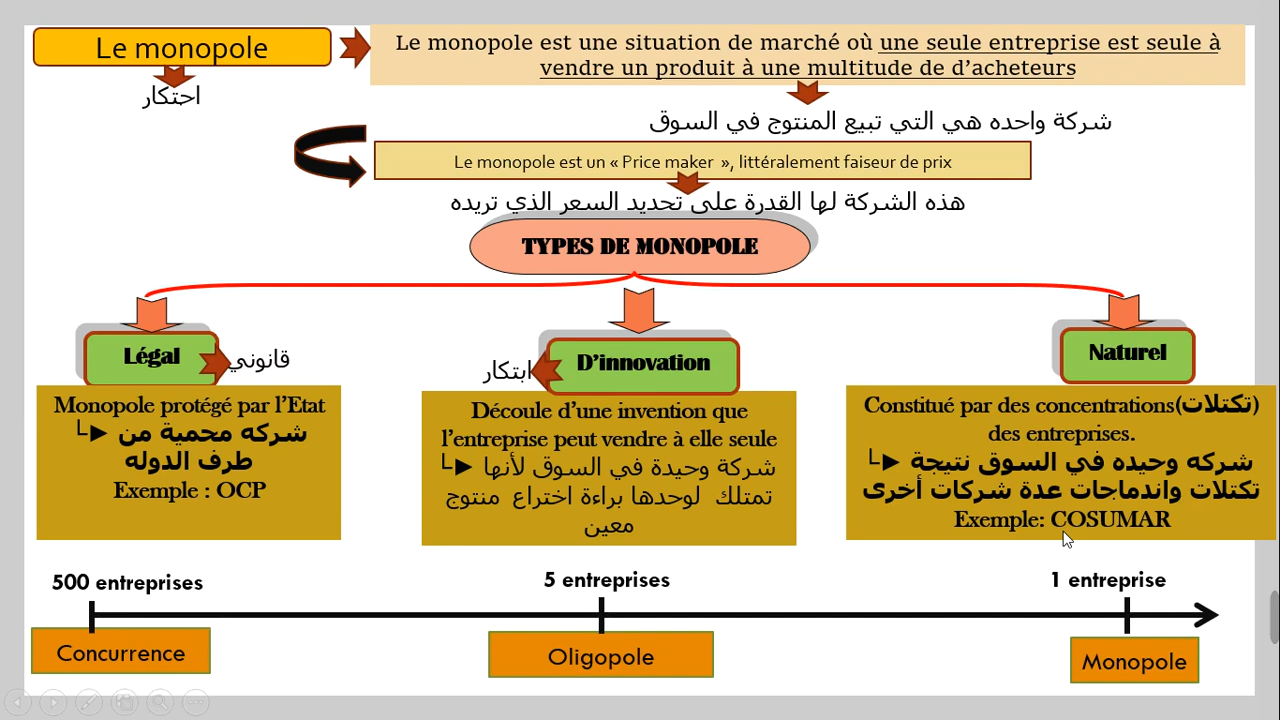 Le monopole
Le monopole est une situation de marché où une seule entreprise est seule à
vendre un produit à une multitude de d’acheteurs
احتكار
شركة واحده هي التي تبيع المنتوج في السوق
Le monopole est un « Price maker », littéralement faiseur de prix
هذه الشركة لها القدرة على تحديد السعر الذي تريده
TYPES DE MONOPOLE
Légal
قانوني
Monopole protégé par l’Etat
شركه محمية من
طرف الدوله
Exemple : OCP
D’innovation
ابتكار
Découle d’une invention que
l’entreprise peut vendre à elle seule
شركة وحيدة في السوق لأنها
تمتلك لوحدها براءة اختراع منتوج
معين
Naturel
Constitué par des concentrations(تكتلات)
des entreprises.
شركه وحيده في السوق نتيجة
تكتلات واندماجات عدة شركات أخرى
Exemple: COSUMAR
500 entreprises
5 entreprises
1 entreprise
Concurrence
Oligopole
Monopole